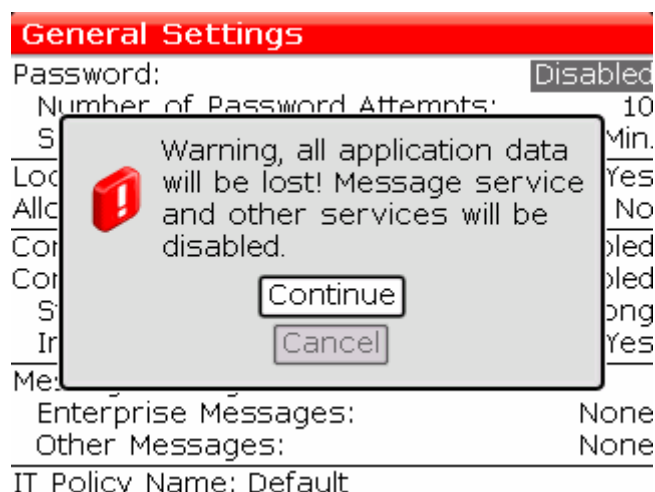 General Settings
Password: Disabled
Number of Password Attempts: 10
Min.
Yes
No
Warning, all application data
will be lost! Message service
and other services will be
disabled.
Continue
Cancel
Yes
Enterprise Messages: None
Other Messages: None
IT Policy Name: Default